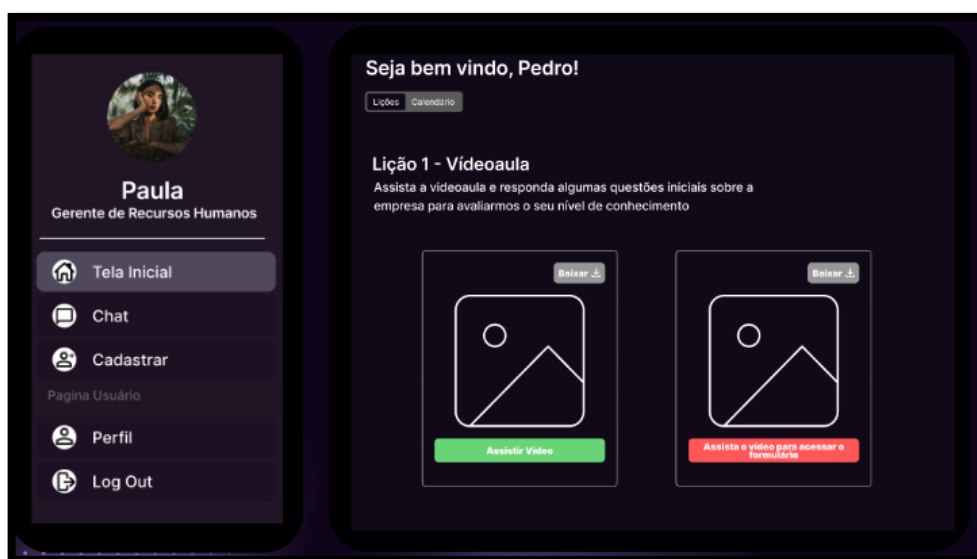 Paula
Gerente de Recursos Humanos
Tela Inicial
Chat
Cadastrar
Pagina Usuário
Perfil
Log Out
Seja bem vindo, Pedro!
Lições Calendário
Lição 1 - Vídeoaula
Assista a videoaula e responda algumas questões iniciais sobre a
empresa para avaliarmos o seu nível de conhecimento
Baixar
Assistir Vídeo
Baixar
Assista o vídeo para acessar o
formulário